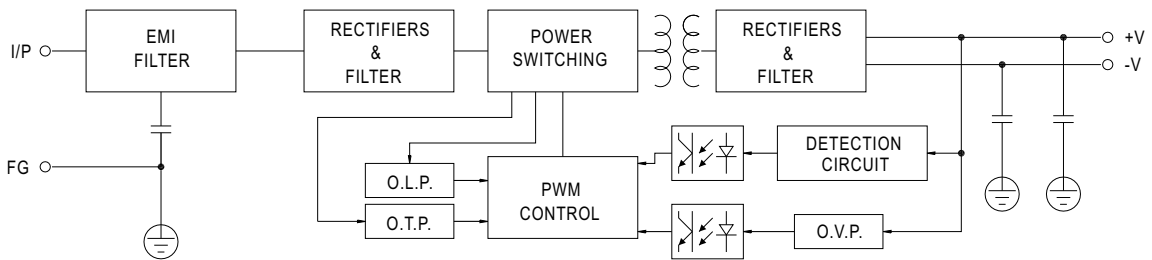 I/P
EMI
FILTER
RECTIFIERS
&
FILTER
POWER
SWITCHING
RECTIFIERS
&
FILTER
+V
-V
FG
O.L.P.
O.T.P.
PWM
CONTROL
DETECTION
CIRCUIT
O.V.P.